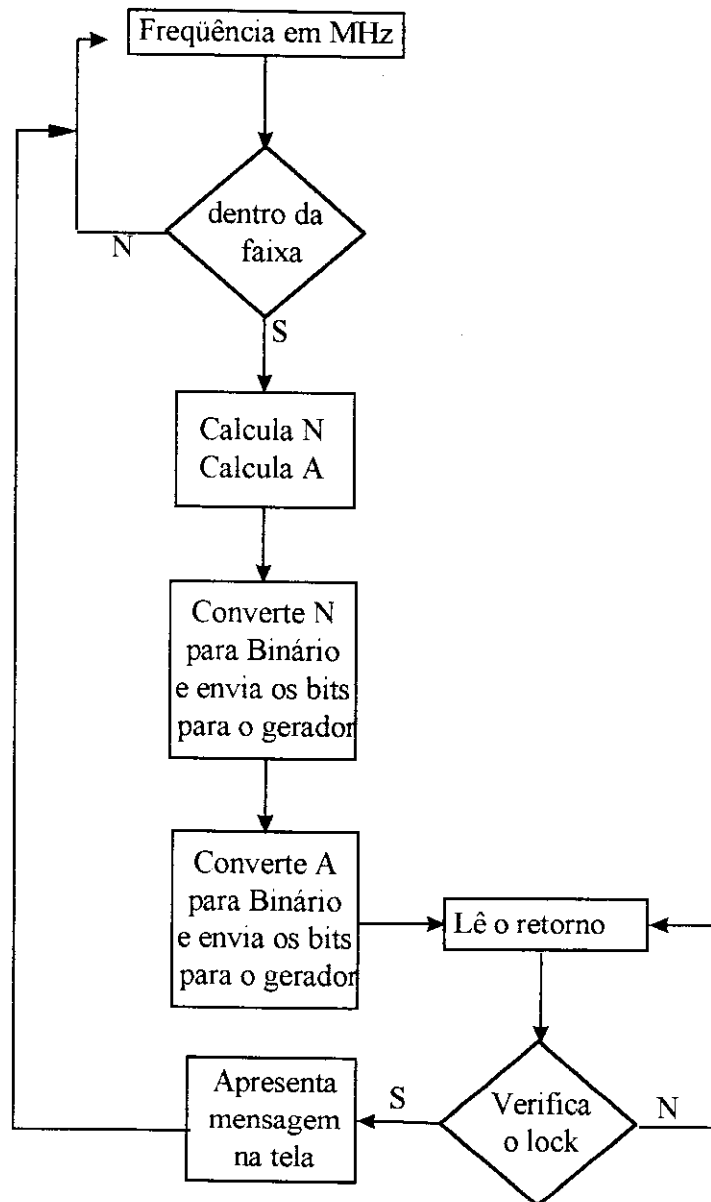 Freqüência em MHz
dentro da
faixa
N
S
Calcula N
Calcula A
Converte N
para Binário
e envia os bits
para o gerador
Converte A
para Binário
e envia os bits
para o gerador
Lê o retorno
Verifica
o lock
S
N
Apresenta
mensagem
na tela